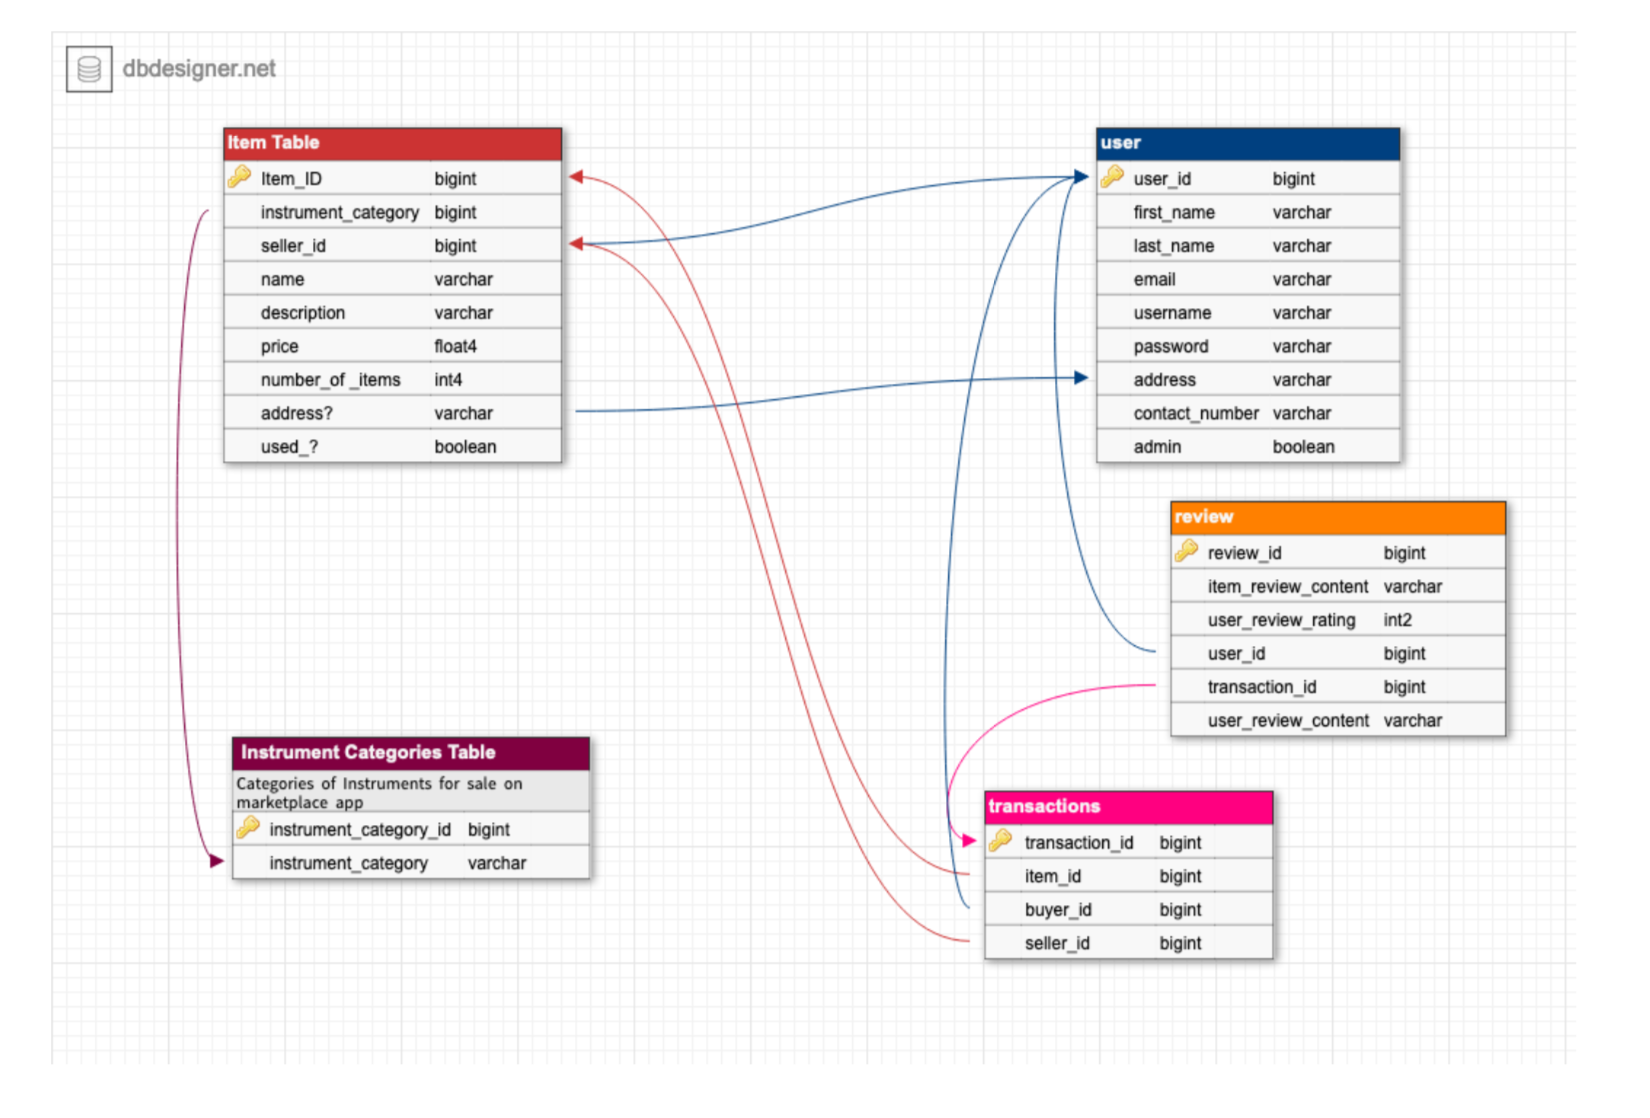 dbdesigner.net
Item Table
Item_ID bigint
instrument_category bigint
seller_id bigint
name varchar
description varchar
price float4
number_of _items int4
address? varchar
used_? boolean
user
user_id bigint
first_name varchar
last_name varchar
email varchar
username varchar
password varchar
address varchar
contact_number varchar
admin boolean
review
review_id bigint
item_review_content varchar
user_review_rating int2
user_id bigint
transaction_id bigint
user_review_content varchar
Instrument Categories Table
Categories of Instruments for sale on
marketplace app
instrument_category_id bigint
instrument_category varchar
transactions
transaction_id bigint
item_id bigint
buyer_id bigint
seller_id bigint